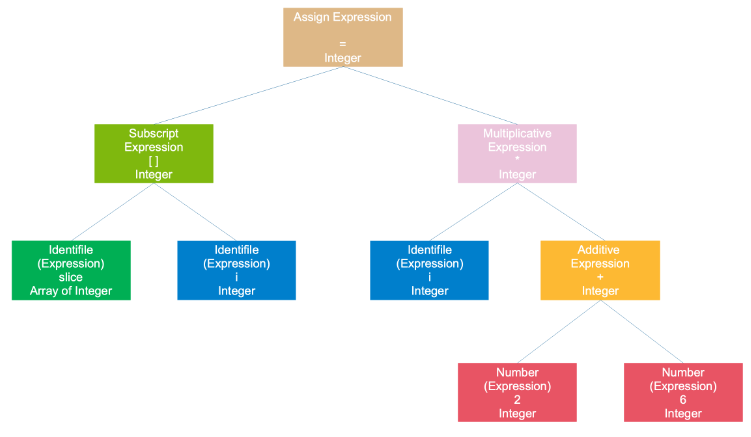 Assign Expression
=
Integer
Subscript
Expression
[ ]
Integer
Multiplicative
Expression
*
Integer
Identifile
(Expression)
slice
Array of Integer
Identifile
(Expression)
i
Integer
Identifile
(Expression)
i
Integer
Additive
Expression
+
Integer
Number
(Expression)
2
Integer
Number
(Expression)
6
Integer